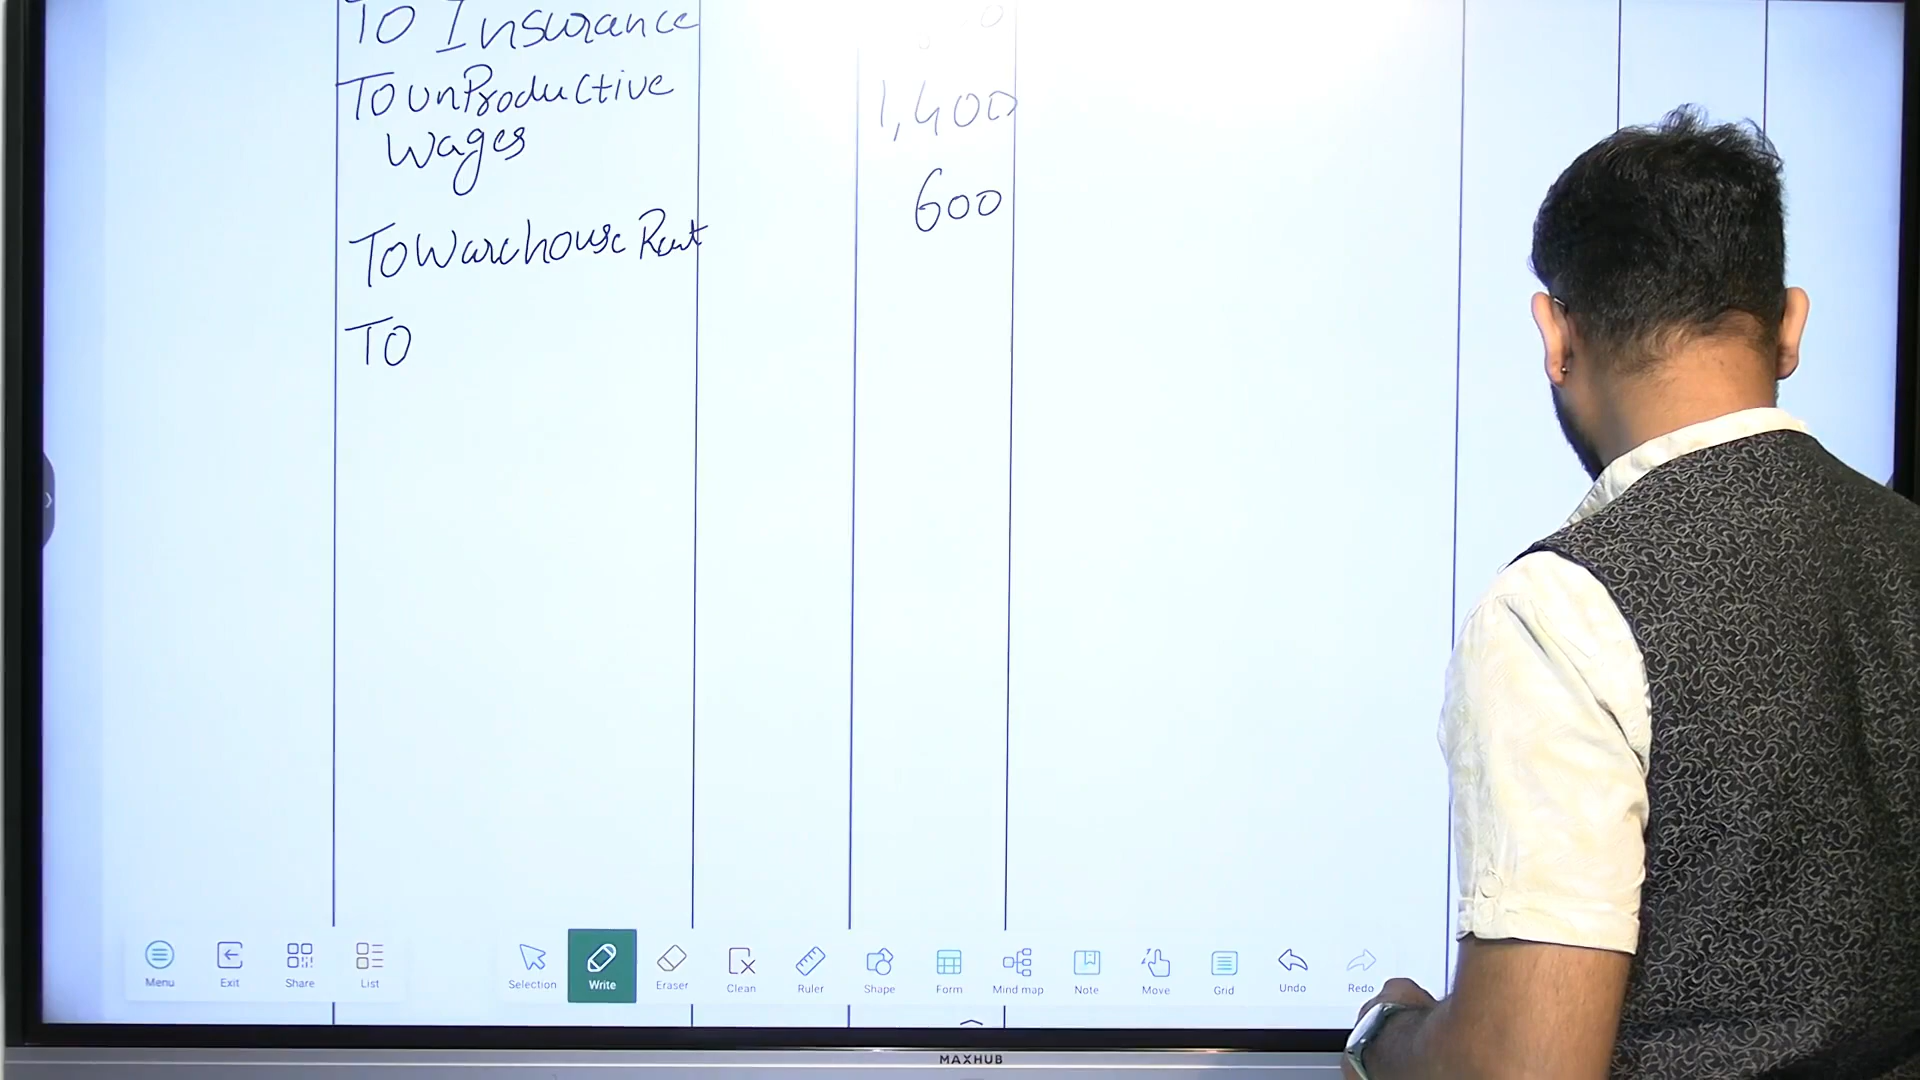 TO Insurance
TO unProductive 1,400
wages
600
To Warehouse Rent
TO
Menu Exit Share List Selection Write Eraser Clean Ruler Shape Form Mind map Note Move Grid Undo Redo
MAXHUB